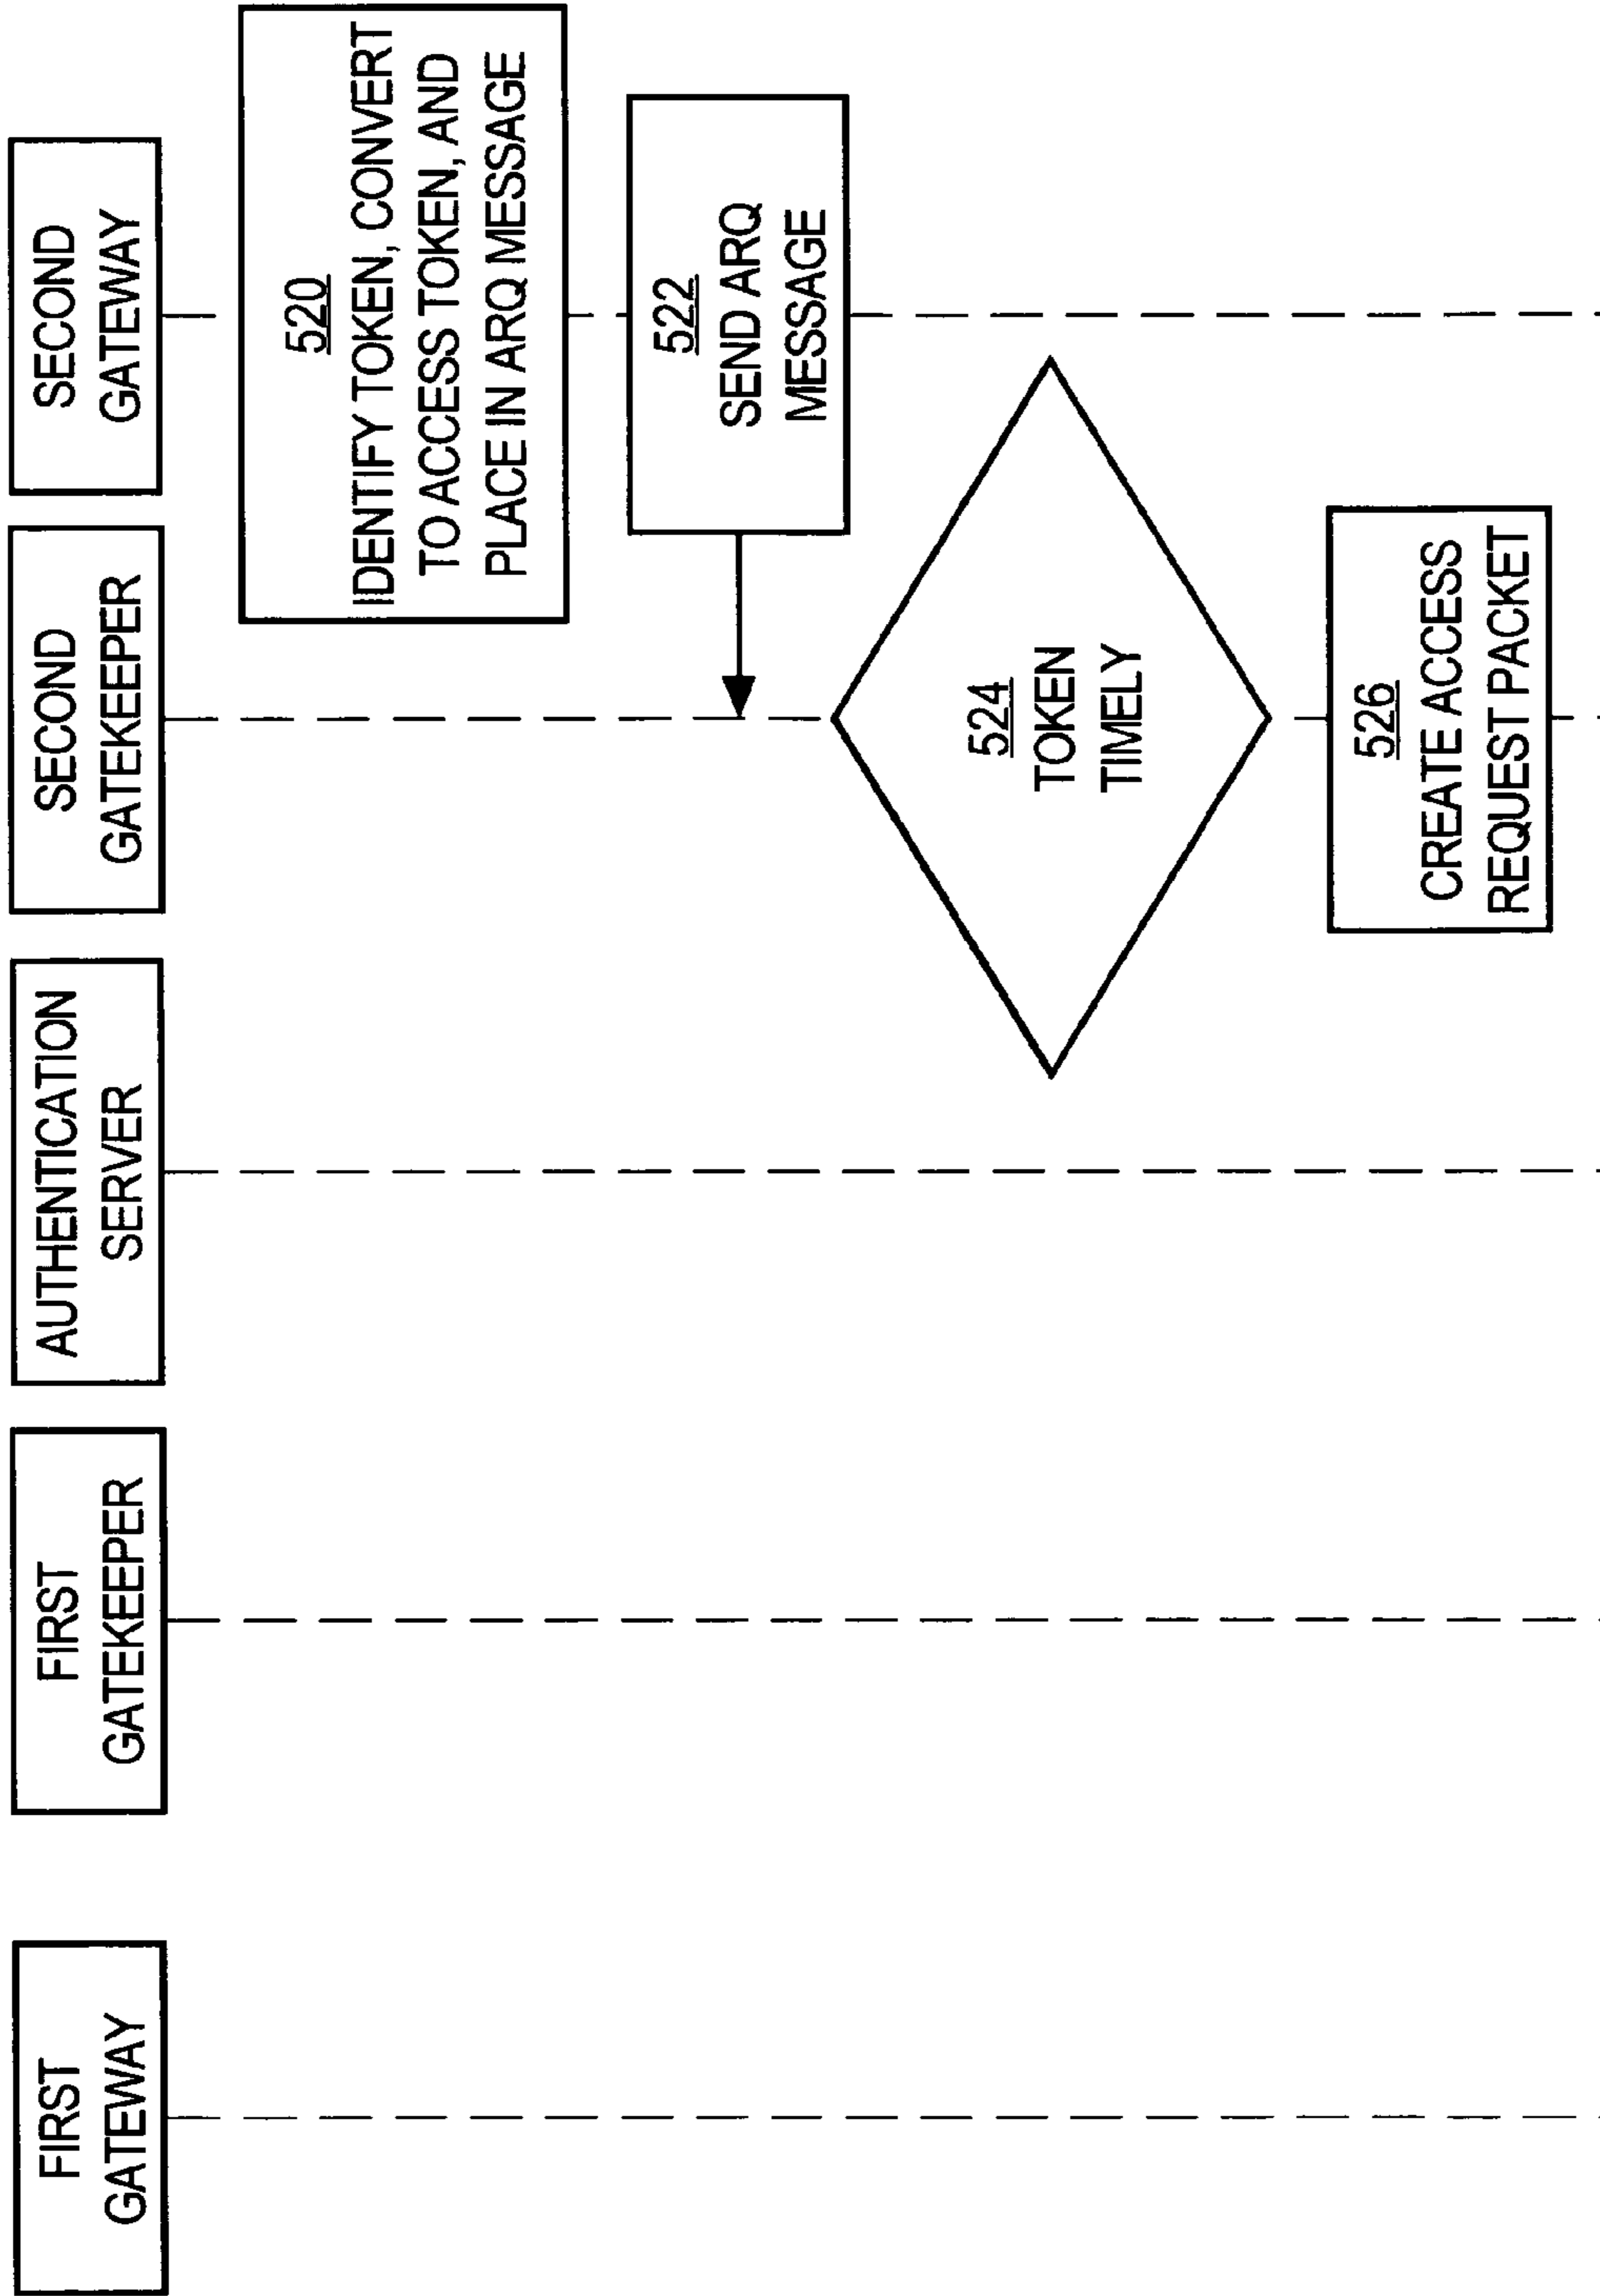 FIRST
GATEWAY
FIRST
GATEKEEPER
AUTHENTICATION
SERVER
SECOND
GATEKEEPER
SECOND
GATEWAY
520
IDENTIFY TOKEN, CONVERT
TO ACCESS TOKEN, AND
PLACE IN ARQ MESSAGE
522
SEND ARQ
MESSAGE
524
TOKEN
TIMELY
526
CREATE ACCESS
REQUEST PACKET